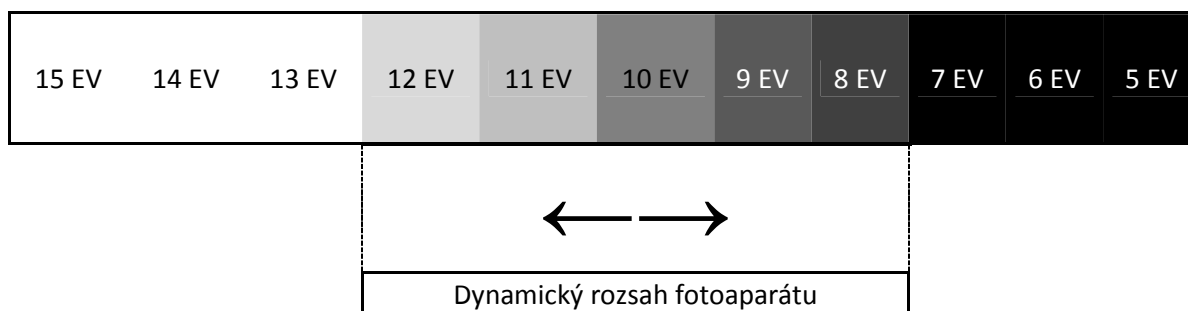 15 EV 14 EV 13 EV 12 EV 11 EV 10 EV 9 EV 8 EV 7 EV 6 EV 5 EV
Dynamický rozsah fotoaparátu